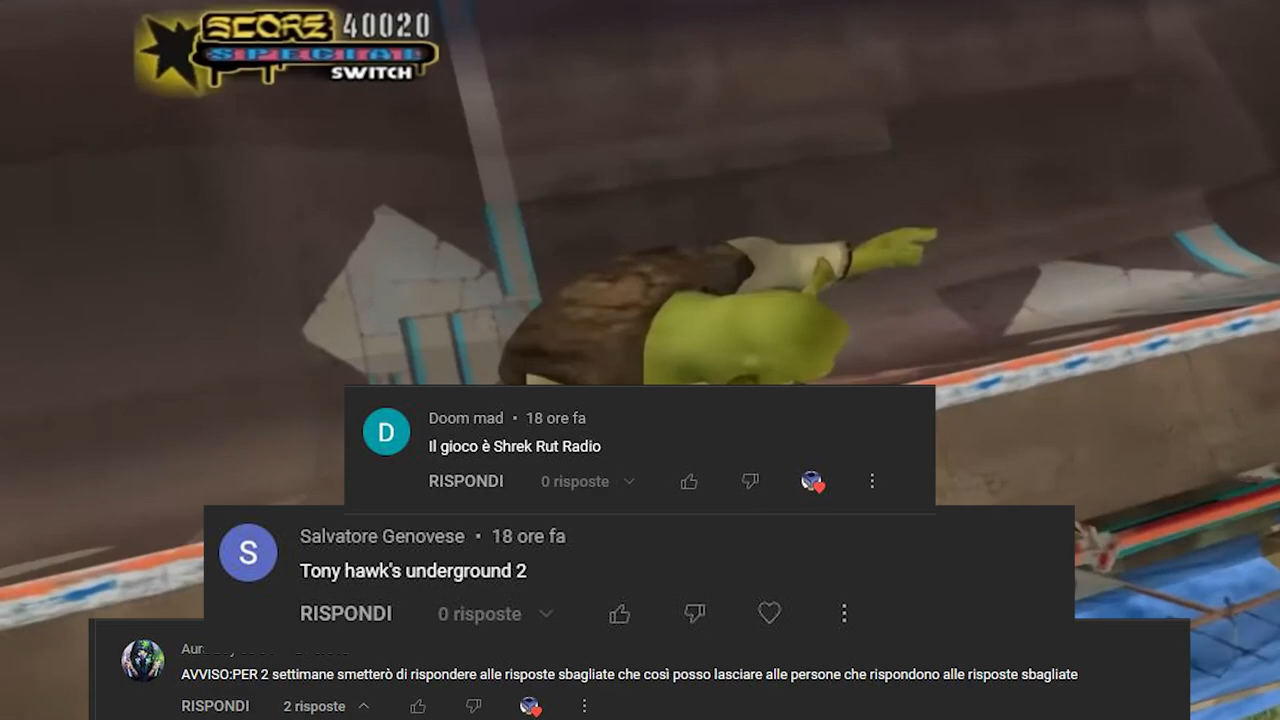 SCORE 40020
SPECIAL
SWITCH
D
Doom mad • 18 ore fa
Il gioco è Shrek Rut Radio
RISPONDI 0 risposte
S
Salvatore Genovese • 18 ore fa
Tony hawk's underground 2
RISPONDI 0 risposte
AVVISO:PER 2 settimane smetterò di rispondere alle risposte sbagliate che così posso lasciare alle persone che rispondono alle risposte sbagliate
RISPONDI 2 risposte